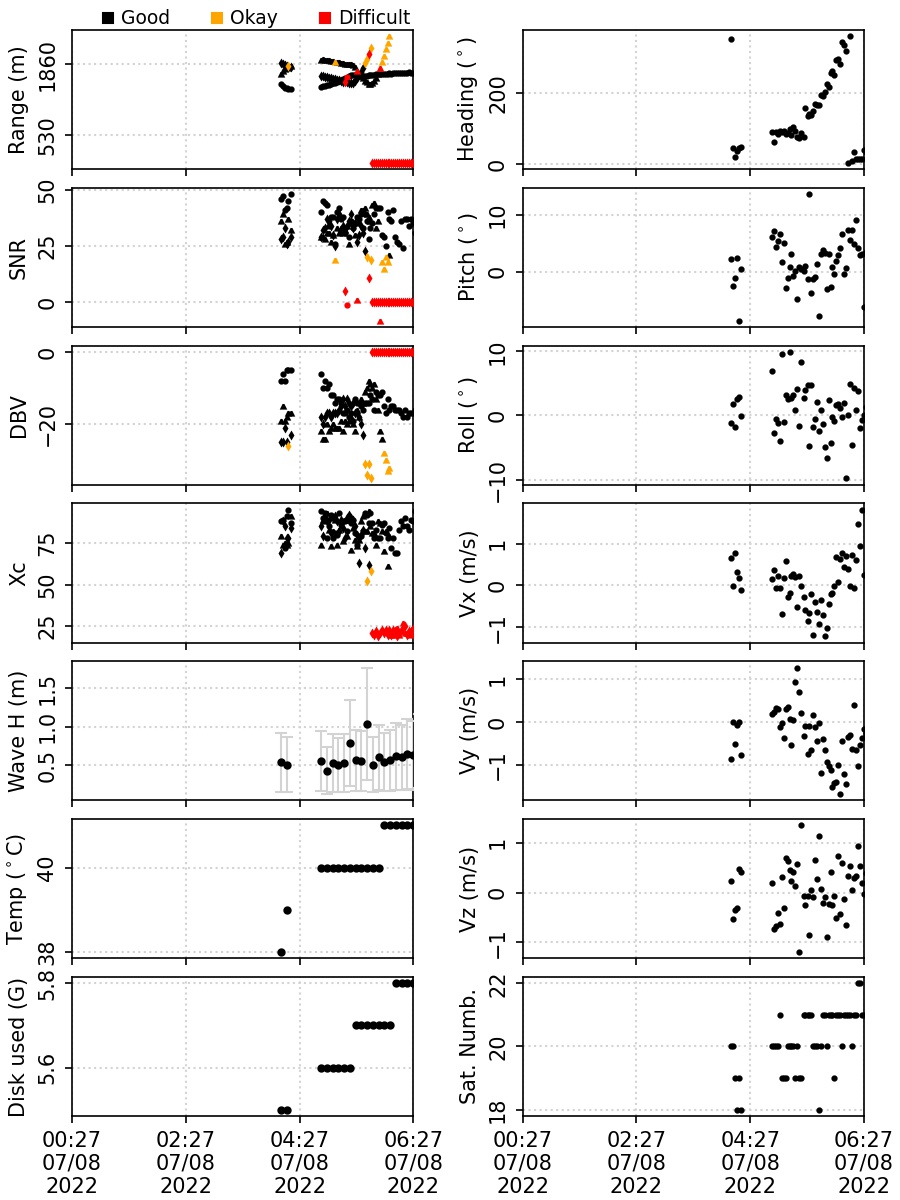 Good Okay Difficult
Range (m)
1860
530
Heading (°)
200
0
SNR
50
25
0
Pitch (°)
10
0
DBV
0
−20
Roll (°)
10
0
−10
Xc
75
50
25
Vx (m/s)
1
0
−1
Wave H (m)
1.5
1.0
0.5
Vy (m/s)
1
0
−1
Temp (°C)
40
38
Vz (m/s)
1
0
−1
Disk used (G)
5.8
5.6
Sat. Numb.
22
20
18
00:27 02:27 04:27 06:27 00:27 02:27 04:27 06:27
07/08 07/08 07/08 07/08 07/08 07/08 07/08 07/08
2022 2022 2022 2022 2022 2022 2022 2022